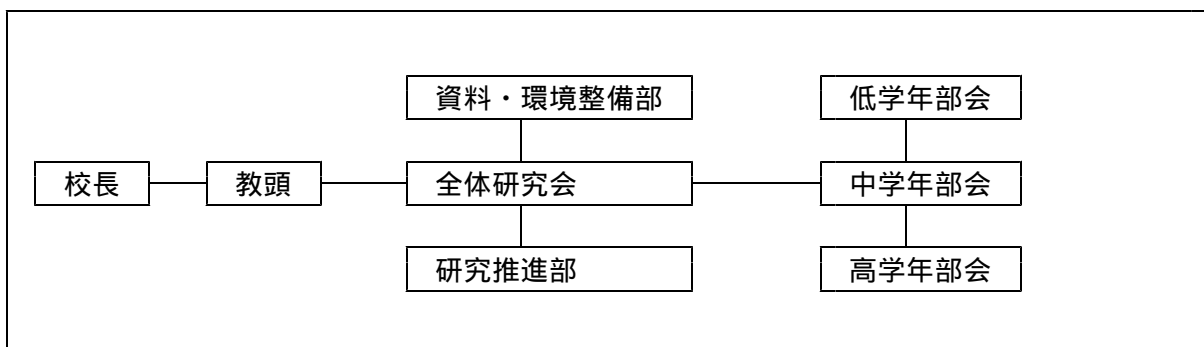 資料・環境整備部 低学年部会
校長 教頭 全体研究会 中学年部会
研究推進部 高学年部会